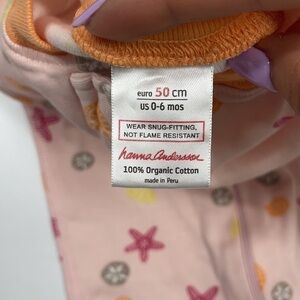 euro 50 cm
US 0-6 mos
WEAR SNUG-FITTING,
NOT FLAME RESISTANT
hanna Andersson
100% Organic Cotton
made in Peru